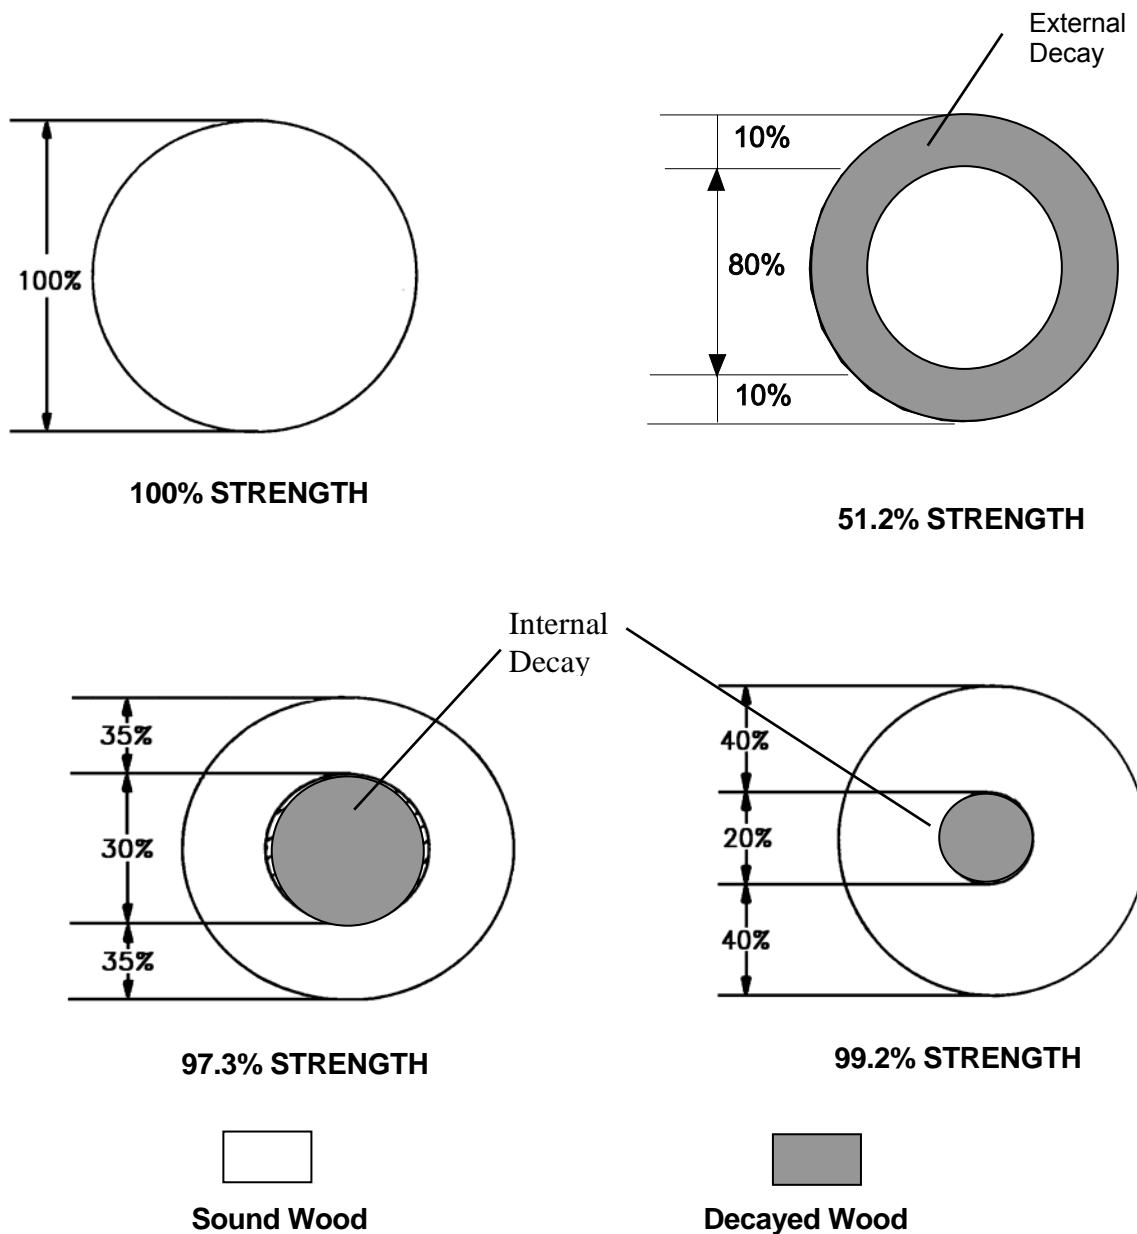 External
Decay
10%
100%
80%
10%
100% STRENGTH
51.2% STRENGTH
Internal
Decay
35%
30%
35%
40%
20%
40%
97.3% STRENGTH
99.2% STRENGTH
Sound Wood
Decayed Wood